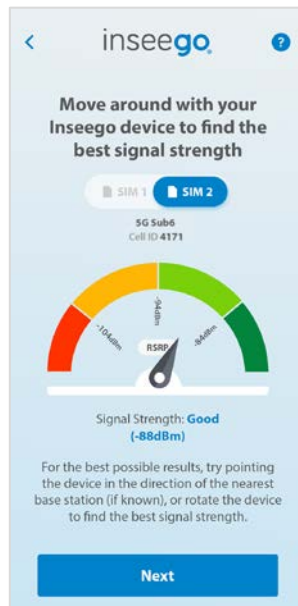 inseego
?
Move around with your
Inseego device to find the
best signal strength
SIM 1 SIM 2
5G Sub6
Cell ID 4171
-94dBm
-104dBm
-84dBm
RSRP
Signal Strength: Good
(-88dBm)
For the best possible results, try pointing
the device in the direction of the nearest
base station (if known), or rotate the device
to find the best signal strength.
Next